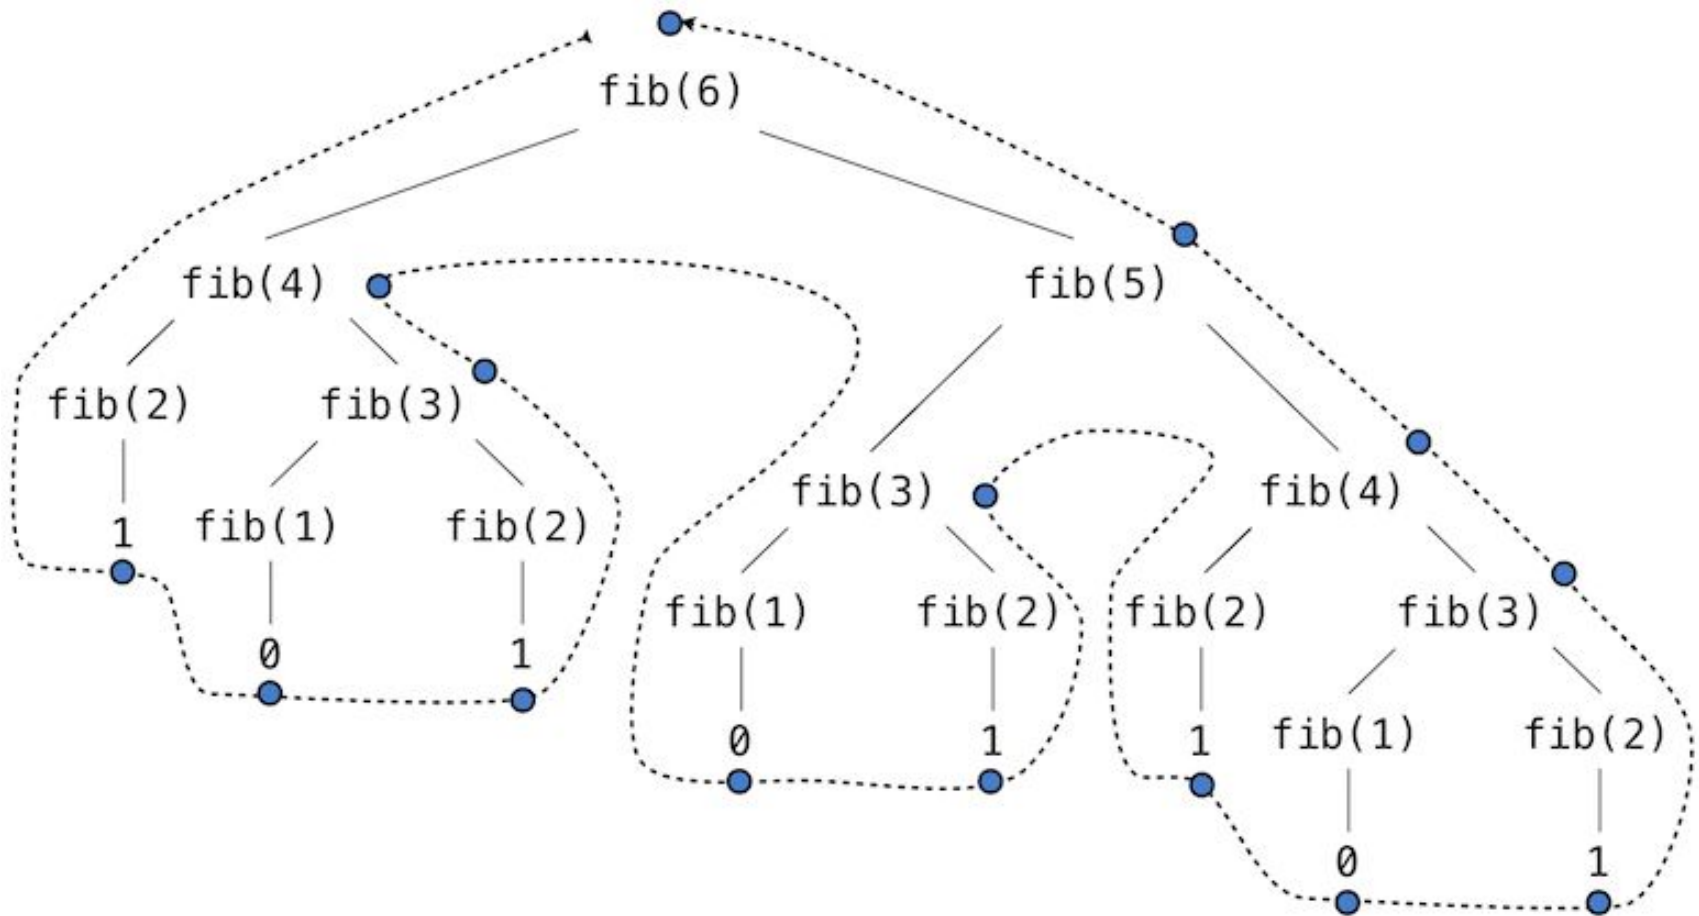 fib(6)
fib(4) fib(5)
fib(2) fib(3)
fib(3) fib(4)
1 fib(1) fib(2)
fib(1) fib(2) fib(2) fib(3)
0 1
0 1 1 fib(1) fib(2)
0 1